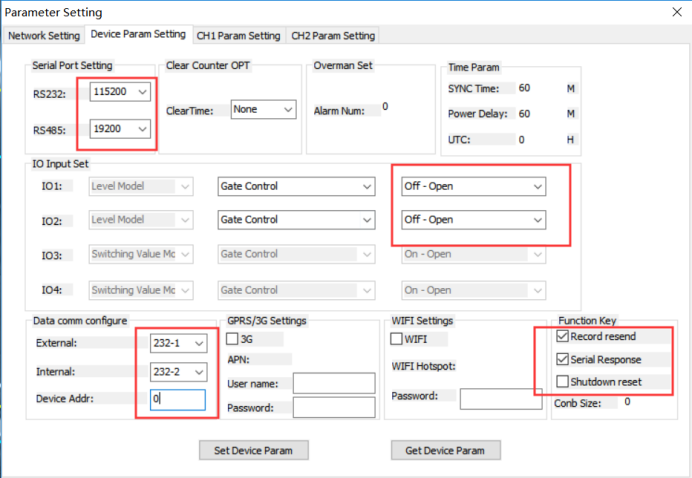 Parameter Setting
Network Setting Device Param Setting CH1 Param Setting CH2 Param Setting
Serial Port Setting
RS232: 115200
RS485: 19200
Clear Counter OPT
ClearTime: None
Overman Set
Alarm Num: 0
Time Param
SYNC Time: 60 M
Power Delay: 60 M
UTC: 0 H
IO Input Set
IO1: Level Model Gate Control Off - Open
IO2: Level Model Gate Control Off - Open
IO3: Switching Value Mc Gate Control On - Open
IO4: Switching Value Mc Gate Control On - Open
Data comm configure
External: 232-1
Internal: 232-2
Device Addr: 0
GPRS/3G Settings
3G
APN:
User name:
Password:
WIFI Settings
WIFI
WIFI Hotspot:
Password:
Function Key
Record resend
Serial Response
Shutdown reset
Conb Size: 0
Set Device Param Get Device Param